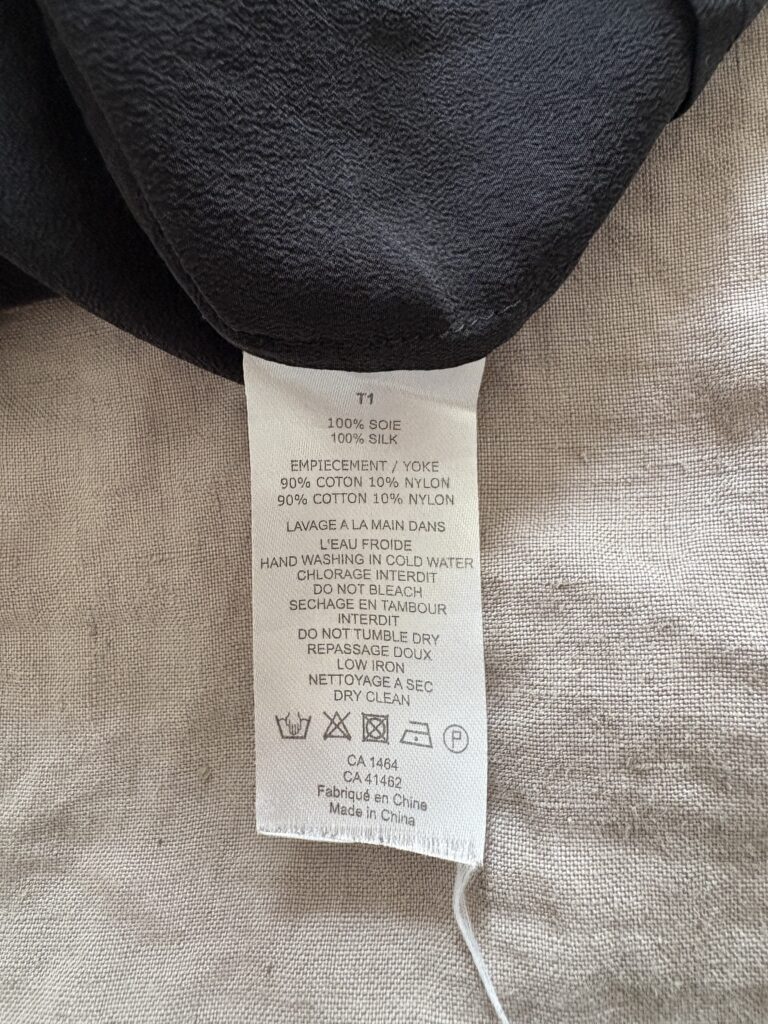 T1
100% SOIE
100% SILK
EMPIECEMENT / YOKE
90% COTON 10% NYLON
90% COTTON 10% NYLON
LAVAGE A LA MAIN DANS
L'EAU FROIDE
HAND WASHING IN COLD WATER
CHLORAGE INTERDIT
DO NOT BLEACH
SECHAGE EN TAMBOUR
INTERDIT
DO NOT TUMBLE DRY
REPASSAGE DOUX
LOW IRON
NETTOYAGE A SEC
DRY CLEAN
P
CA 1464
CA 41462
Fabriqué en Chine
Made in China